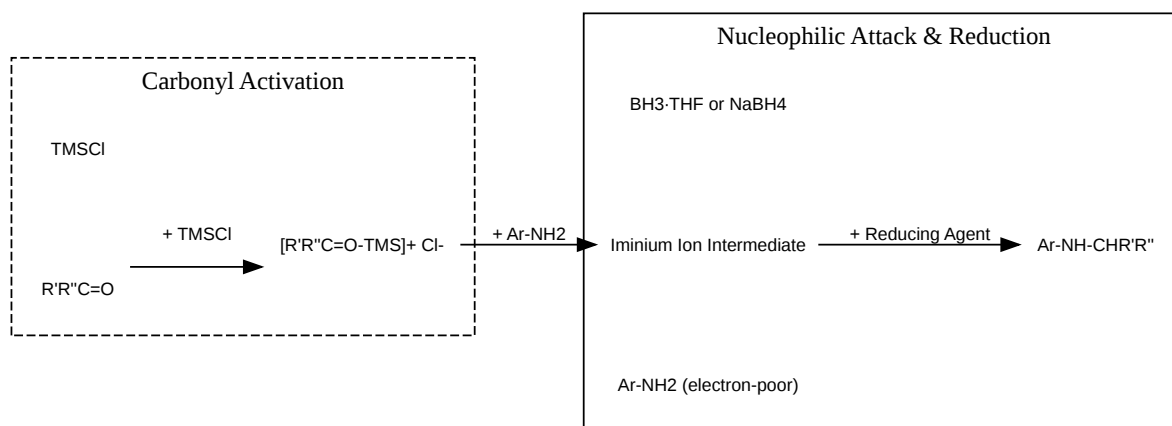 Carbonyl Activation
TMSCl
+ TMSCl
R'R"C=O
[R'R"C=O-TMS]+ Cl-
+ Ar-NH2
Nucleophilic Attack & Reduction
BH3·THF or NaBH4
Iminium Ion Intermediate
+ Reducing Agent
Ar-NH-CHR'R"
Ar-NH2 (electron-poor)